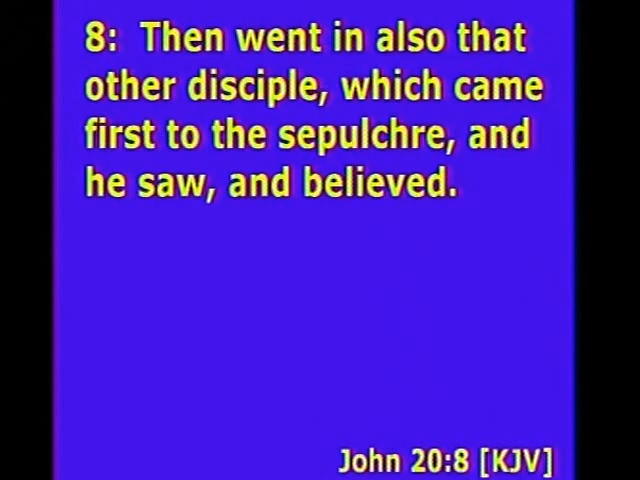 8:  Then went in also that
other disciple, which came
first to the sepulchre, and
he saw, and believed.
John 20:8 [KJV]